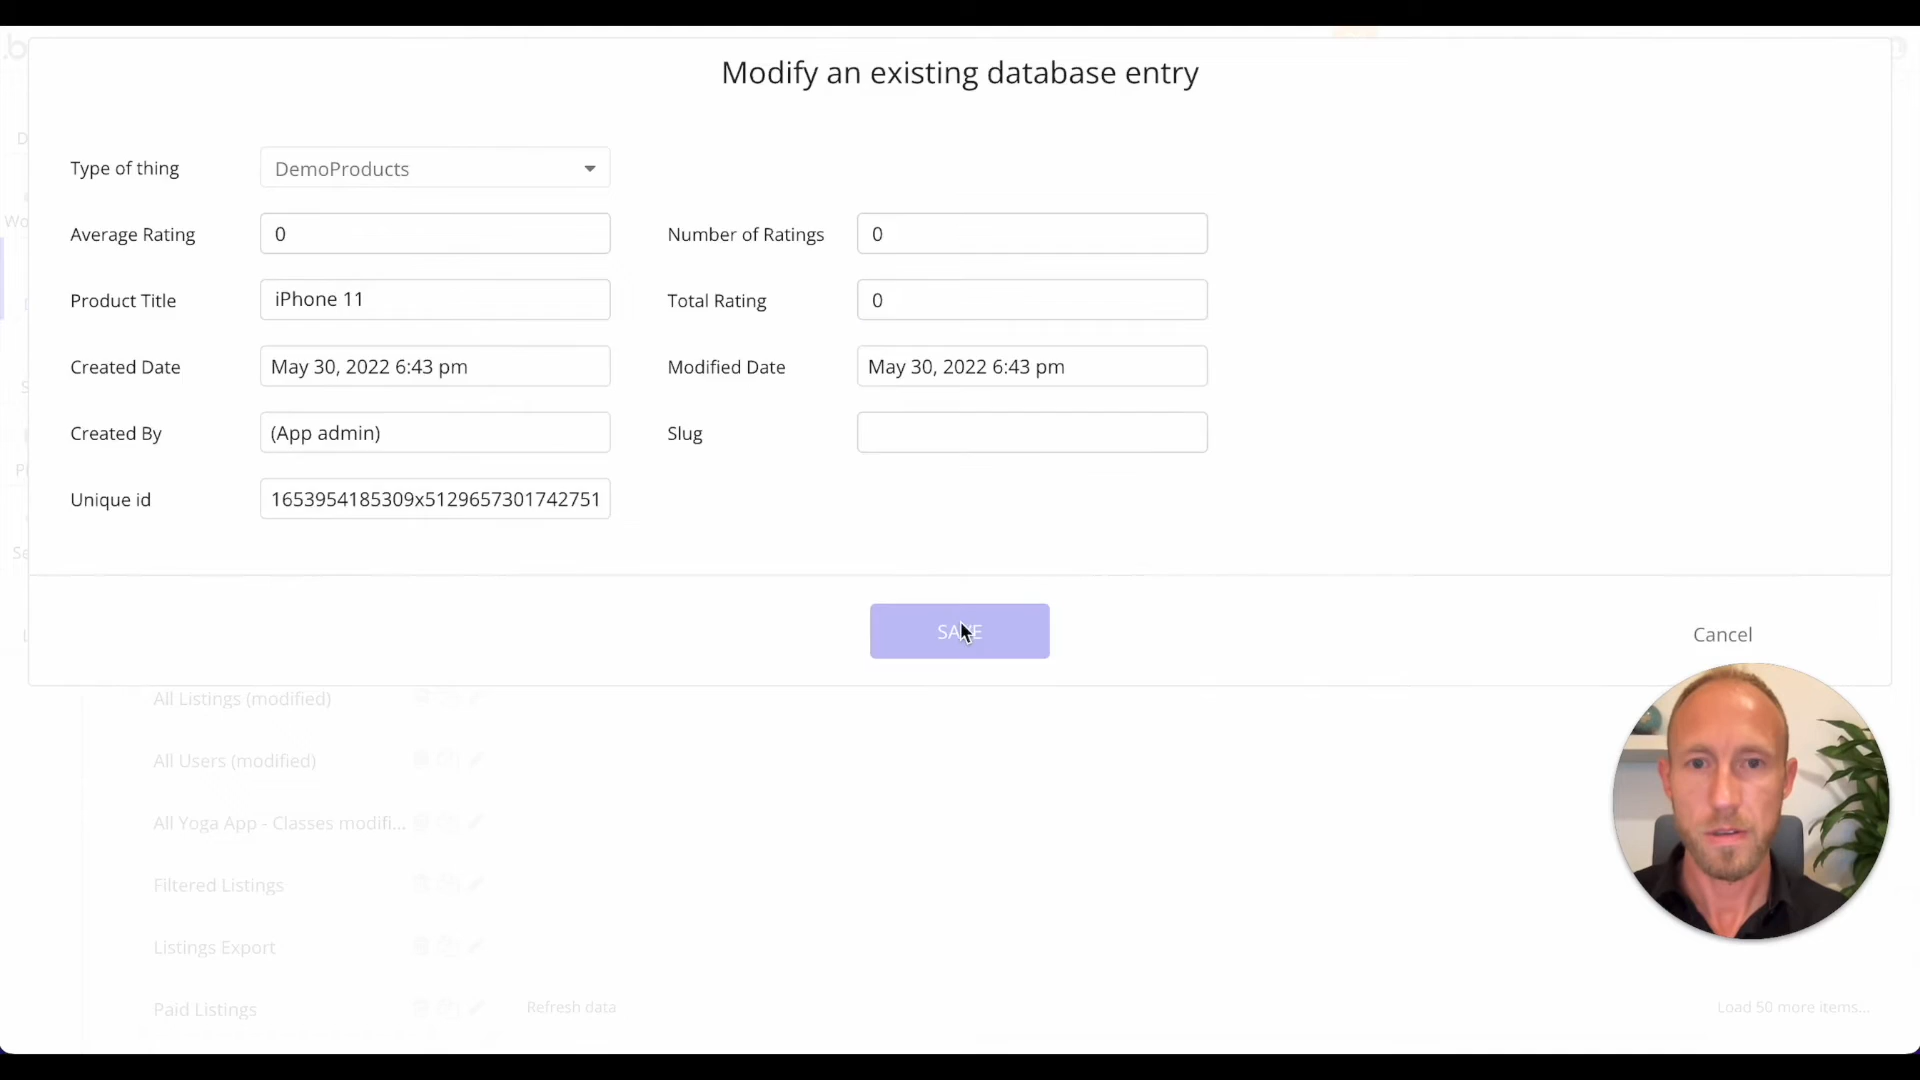 Modify an existing database entry
Type of thing DemoProducts
Average Rating 0 Number of Ratings 0
Product Title iPhone 11 Total Rating 0
Created Date May 30, 2022 6:43 pm Modified Date May 30, 2022 6:43 pm
Created By (App admin) Slug
Unique id 1653954185309x5129657301742751
SAVE Cancel
All Listings (modified)
All Users (modified)
All Yoga App - Classes modifi...
Filtered Listings
Listings Export
Paid Listings Refresh data Load 50 more items...